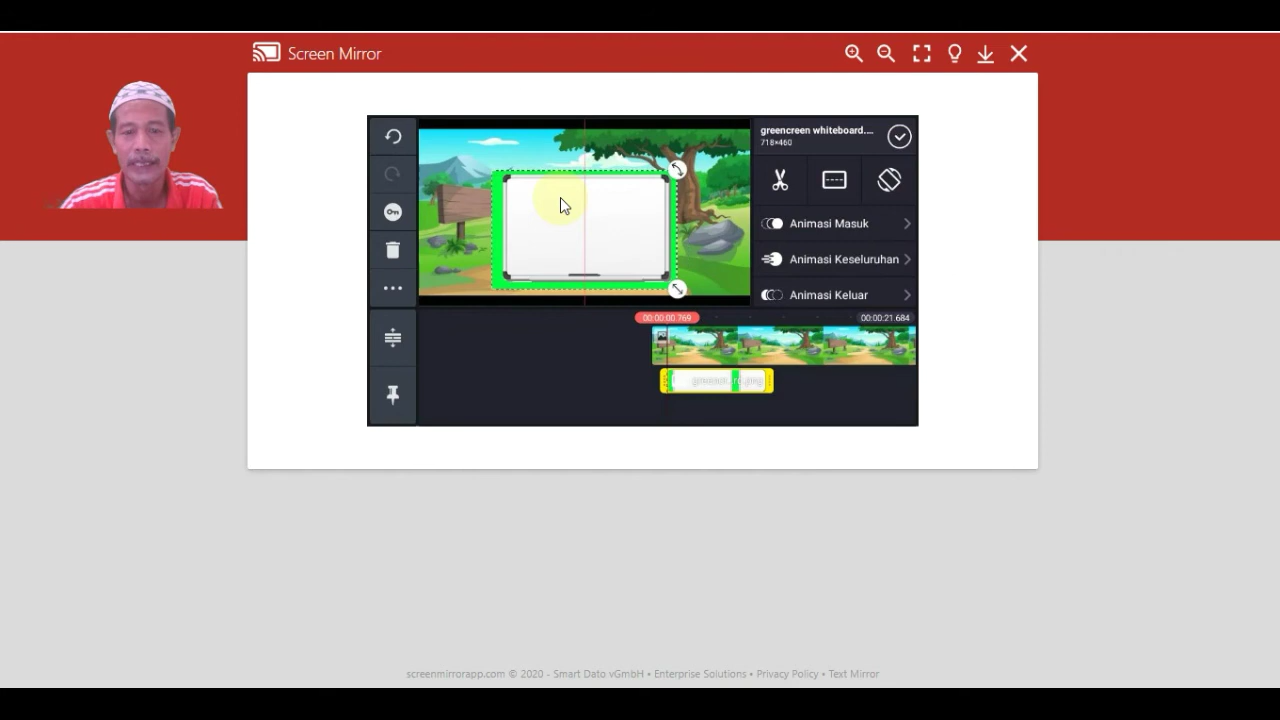 Screen Mirror
greencreen whiteboard....
718×460
Animasi Masuk
Animasi Keseluruhan
Animasi Keluar
00:00:00.769
00:00:21.684
screenmirrorapp.com © 2020 - Smart Dato vGmbH • Enterprise Solutions • Privacy Policy • Text Mirror